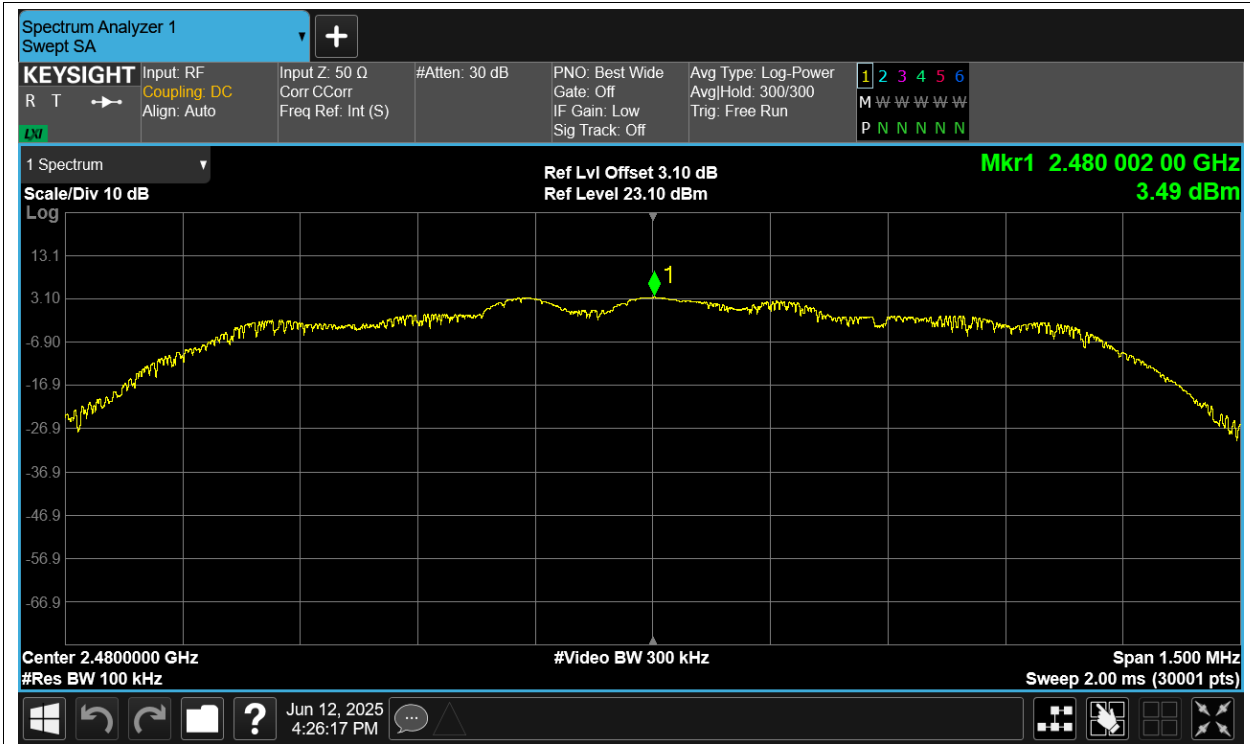 Spectrum Analyzer 1
Swept SA
KEYSIGHT
R T
LXI
Input: RF
Coupling: DC
Align: Auto
Input Z: 50 Ω
Corr CCorr
Freq Ref: Int (S)
#Atten: 30 dB
PNO: Best Wide
Gate: Off
IF Gain: Low
Sig Track: Off
Avg Type: Log-Power
Avg|Hold: 300/300
Trig: Free Run
1 2 3 4 5 6
M W W W W W
P N N N N N
1 Spectrum
Scale/Div 10 dB
Log
Ref Lvl Offset 3.10 dB
Ref Level 23.10 dBm
Mkr1 2.480 002 00 GHz
3.49 dBm
13.1
3.10
-6.90
-16.9
-26.9
-36.9
-46.9
-56.9
-66.9
1
Center 2.4800000 GHz
#Res BW 100 kHz
#Video BW 300 kHz
Span 1.500 MHz
Sweep 2.00 ms (30001 pts)
?
Jun 12, 2025
4:26:17 PM